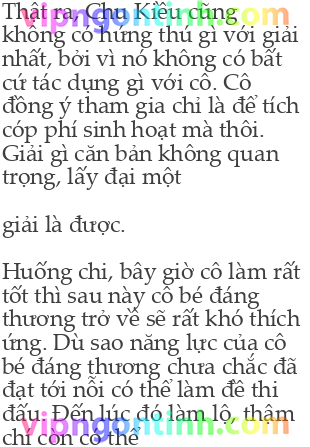 Thật ra, Chu Kiều cũng
không có hứng thú gì với giải
nhất, bởi vì nó không có bất
cứ tác dụng gì với cô. Cô
đồng ý tham gia chỉ là để tích
cóp phí sinh hoạt mà thôi.
Giải gì căn bản không quan
trọng, lấy đại một
giải là được.
Huống chi, bây giờ cô làm rất
tốt thì sau này cô bé đáng
thương trở về sẽ rất khó thích
ứng. Dù sao năng lực của cô
bé đáng thương chưa chắc đã
đạt tới nỗi có thể làm đề thi
đấu. Đến lúc đó làm lộ, thậm
chí còn có thể
vipngontinh.com
vipngontinh.com